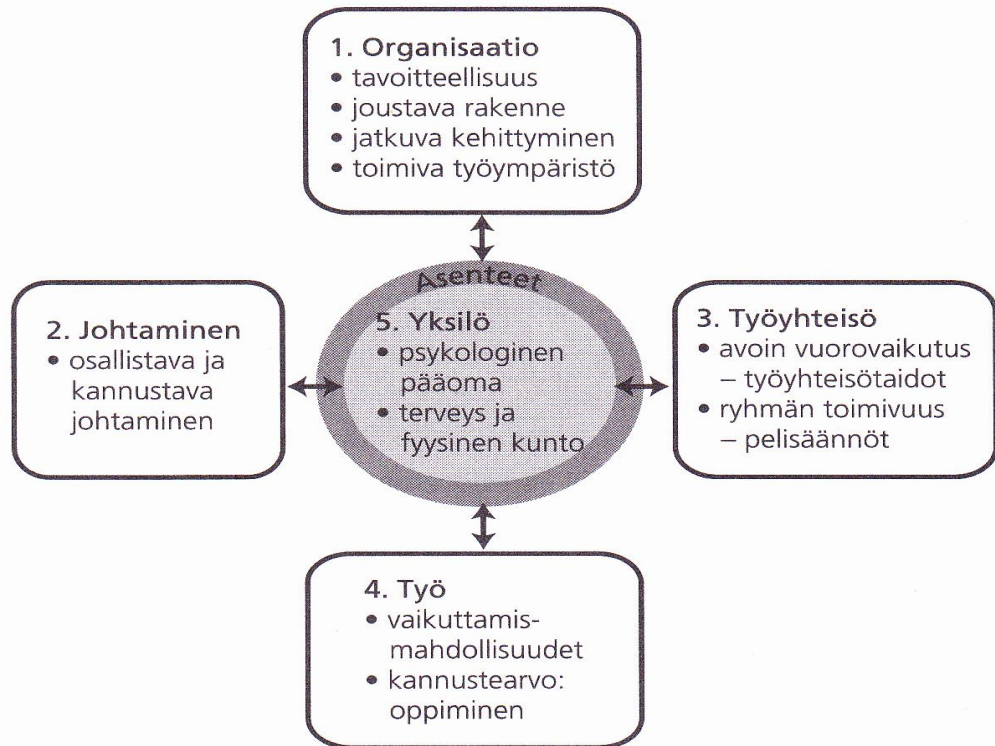 1. Organisaatio
• tavoitteellisuus
• joustava rakenne
• jatkuva kehittyminen
• toimiva työympäristö
2. Johtaminen
• osallistava ja
kannustava
johtaminen
Asenteet
5. Yksilö
• psykologinen
pääoma
• terveys ja
fyysinen kunto
3. Työyhteisö
• avoin vuorovaikutus
– työyhteisötaidot
• ryhmän toimivuus
– pelisäännöt
4. Työ
• vaikuttamis-
mahdollisuudet
• kannustearvo:
oppiminen